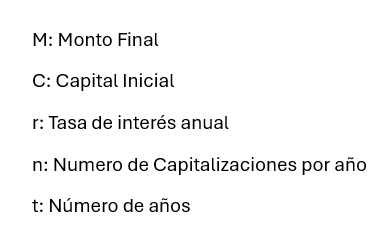 M: Monto Final
C: Capital Inicial
r: Tasa de interés anual
n: Numero de Capitalizaciones por año
t: Número de años